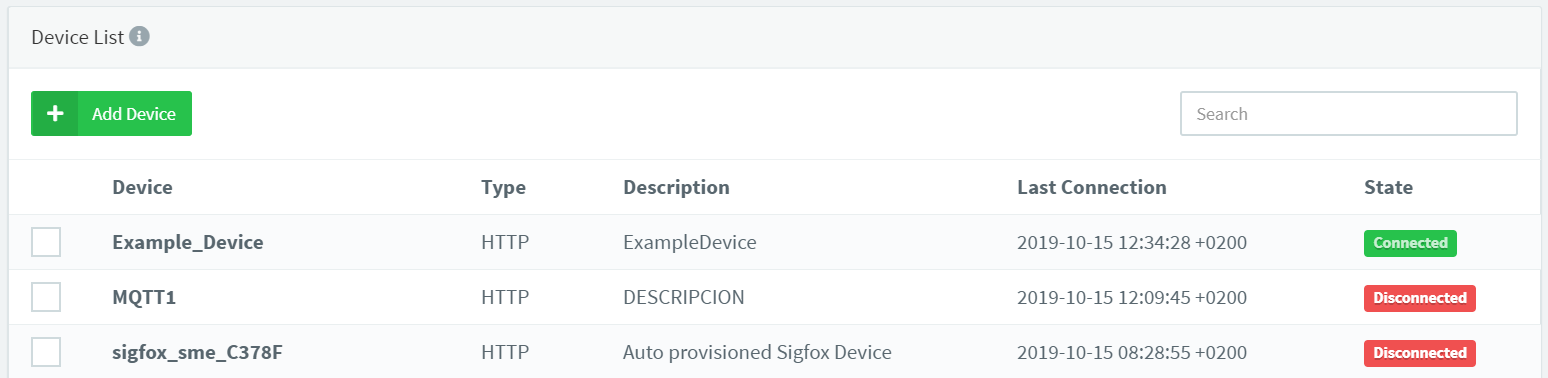 Device List
Add Device
Search
Device Type Description Last Connection State
Example_Device HTTP ExampleDevice 2019-10-15 12:34:28 +0200 Connected
MQTT1 HTTP DESCRIPCION 2019-10-15 12:09:45 +0200 Disconnected
sigfox_sme_C378F HTTP Auto provisioned Sigfox Device 2019-10-15 08:28:55 +0200 Disconnected